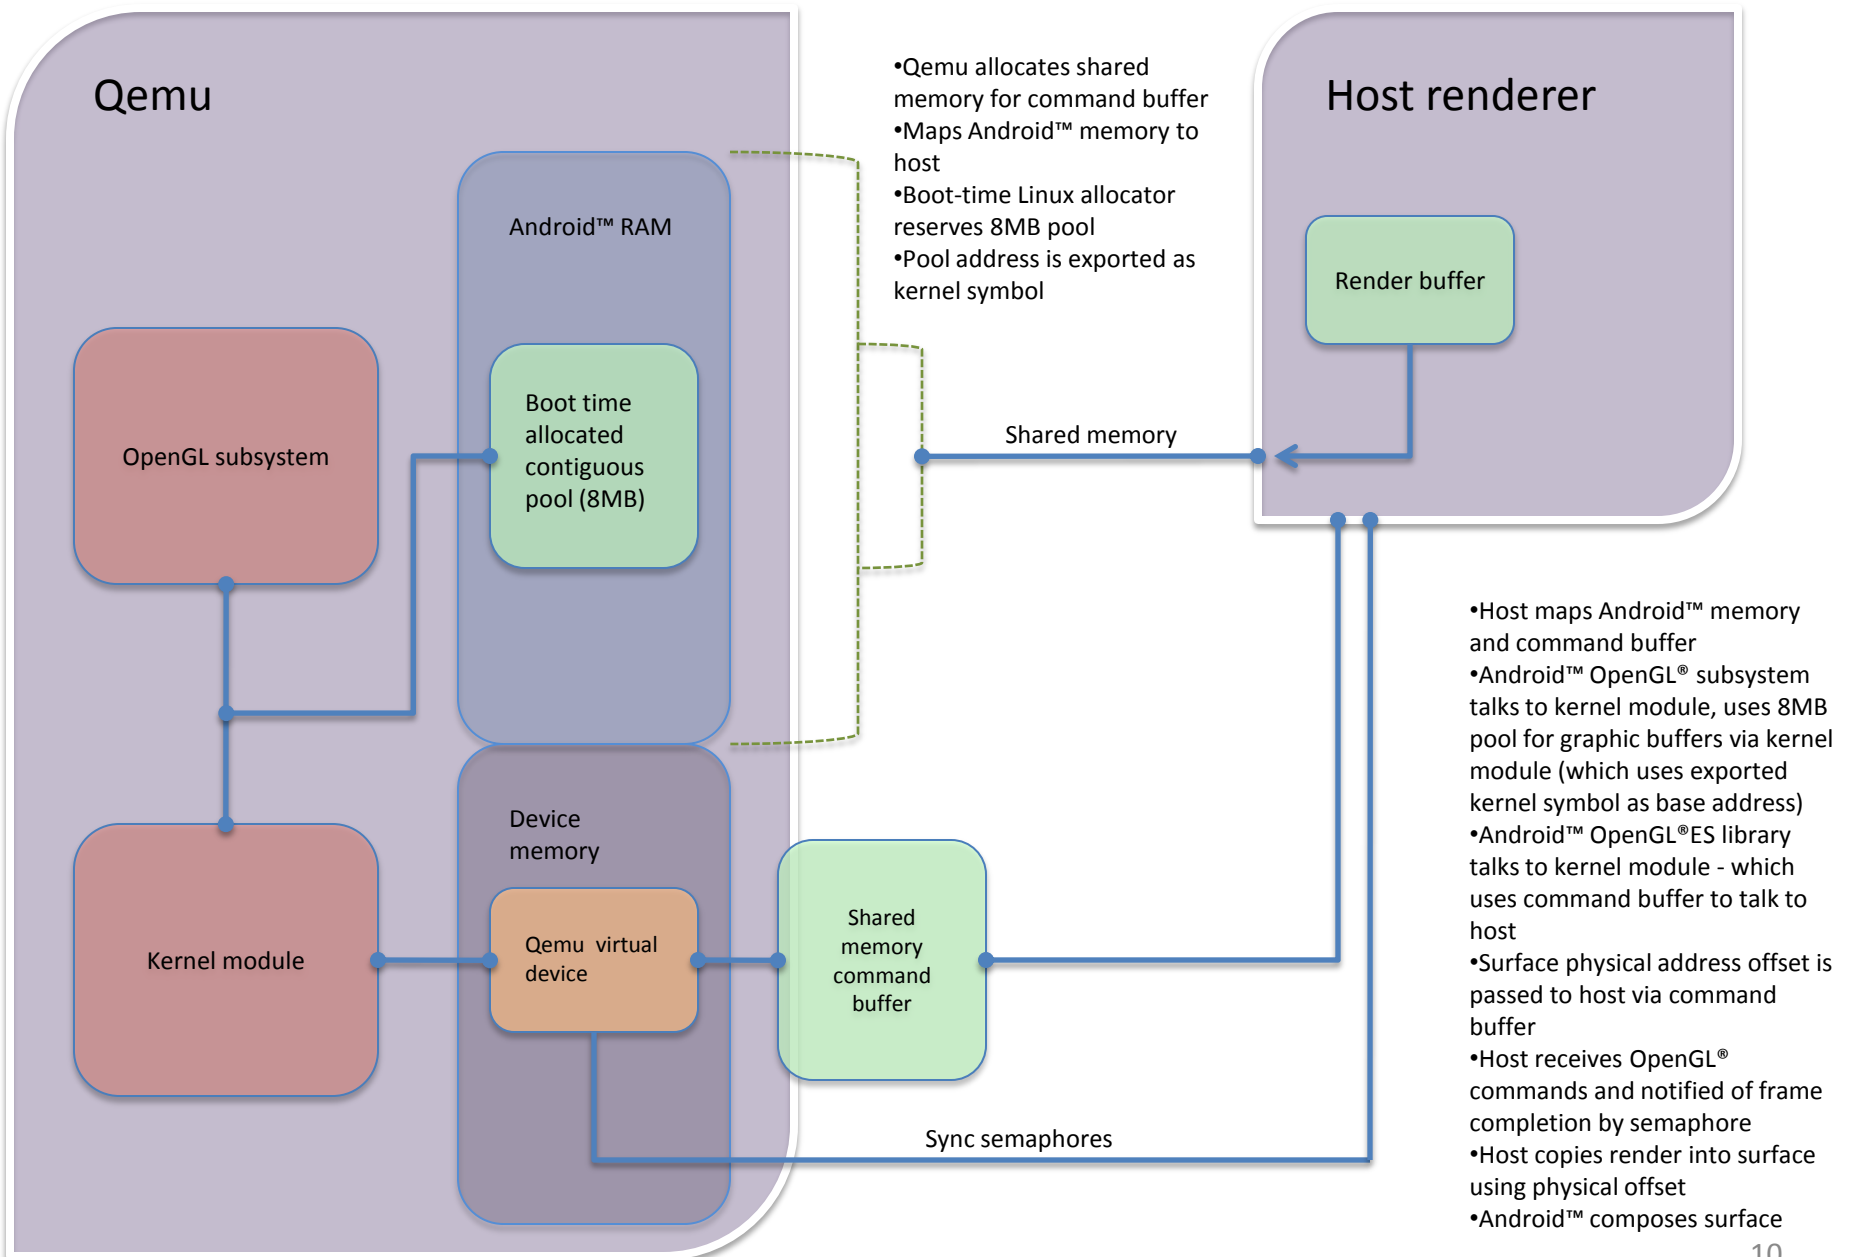 Qemu
•Qemu allocates shared
memory for command buffer
•Maps Android™ memory to
host
•Boot-time Linux allocator
reserves 8MB pool
•Pool address is exported as
kernel symbol
Host renderer
Render buffer
Android™ RAM
Boot time
allocated
contiguous
pool (8MB)
OpenGL subsystem
Shared memory
Kernel module
Device
memory
Qemu  virtual
device
Shared
memory
command
buffer
Sync semaphores
•Host maps Android™ memory
and command buffer
•Android™ OpenGL® subsystem
talks to kernel module, uses 8MB
pool for graphic buffers via kernel
module (which uses exported
kernel symbol as base address)
•Android™ OpenGL®ES library
talks to kernel module - which
uses command buffer to talk to
host
•Surface physical address offset is
passed to host via command
buffer
•Host receives OpenGL®
commands and notified of frame
completion by semaphore
•Host copies render into surface
using physical offset
•Android™ composes surface
10